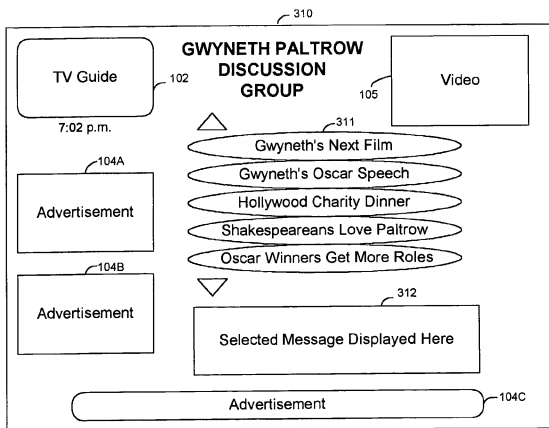 310
TV Guide
102
7:02 p.m.
GWYNETH PALTROW
DISCUSSION
GROUP
105
Video
311
Gwyneth's Next Film
Gwyneth's Oscar Speech
Hollywood Charity Dinner
Shakespeareans Love Paltrow
Oscar Winners Get More Roles
104A
Advertisement
104B
Advertisement
312
Selected Message Displayed Here
Advertisement
104C